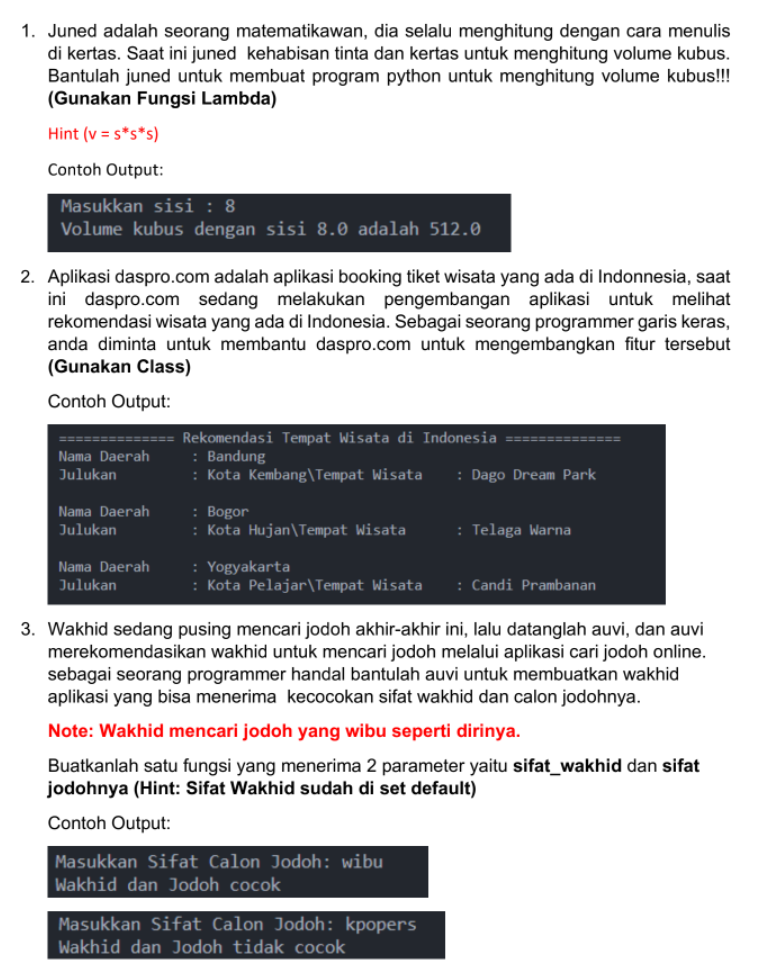 1. Juned adalah seorang matematikawan, dia selalu menghitung dengan cara menulis
di kertas. Saat ini juned kehabisan tinta dan kertas untuk menghitung volume kubus.
Bantulah juned untuk membuat program python untuk menghitung volume kubus!!!
(Gunakan Fungsi Lambda)
Hint (v = s*s*s)
Contoh Output:
Masukkan sisi : 8
Volume kubus dengan sisi 8.0 adalah 512.0
2. Aplikasi daspro.com adalah aplikasi booking tiket wisata yang ada di Indonnesia, saat
ini daspro.com sedang melakukan pengembangan aplikasi untuk melihat
rekomendasi wisata yang ada di Indonesia. Sebagai seorang programmer garis keras,
anda diminta untuk membantu daspro.com untuk mengembangkan fitur tersebut
(Gunakan Class)
Contoh Output:
============== Rekomendasi Tempat Wisata di Indonesia ==============
Nama Daerah : Bandung
Julukan : Kota Kembang\Tempat Wisata : Dago Dream Park
Nama Daerah : Bogor
Julukan : Kota Hujan\Tempat Wisata : Telaga Warna
Nama Daerah : Yogyakarta
Julukan : Kota Pelajar\Tempat Wisata : Candi Prambanan
3. Wakhid sedang pusing mencari jodoh akhir-akhir ini, lalu datanglah auvi, dan auvi
merekomendasikan wakhid untuk mencari jodoh melalui aplikasi cari jodoh online.
sebagai seorang programmer handal bantulah auvi untuk membuatkan wakhid
aplikasi yang bisa menerima kecocokan sifat wakhid dan calon jodohnya.
Note: Wakhid mencari jodoh yang wibu seperti dirinya.
Buatkanlah satu fungsi yang menerima 2 parameter yaitu sifat_wakhid dan sifat
jodohnya (Hint: Sifat Wakhid sudah di set default)
Contoh Output:
Masukkan Sifat Calon Jodoh: wibu
Wakhid dan Jodoh cocok
Masukkan Sifat Calon Jodoh: kpopers
Wakhid dan Jodoh tidak cocok